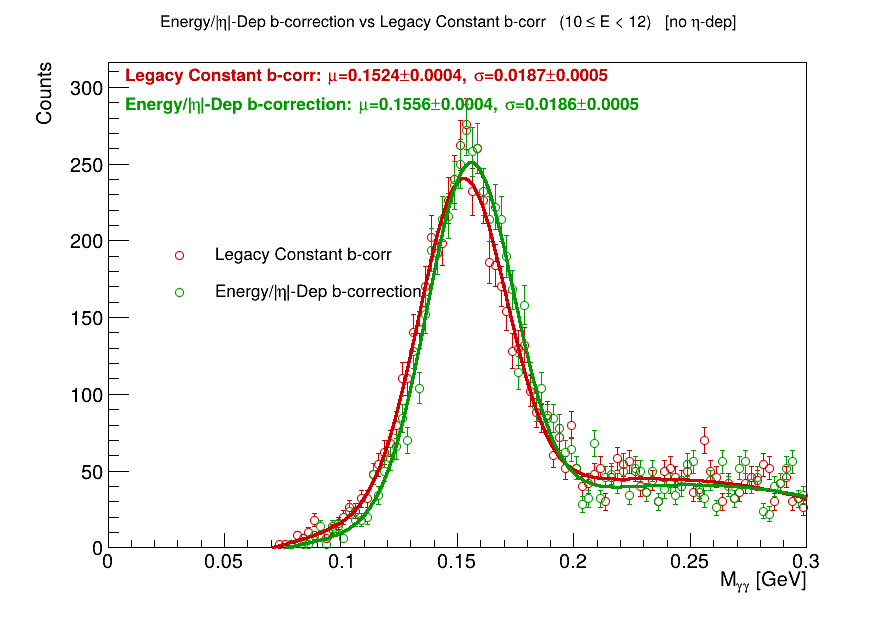 Energy/|η|-Dep b-correction vs Legacy Constant b-corr (10 ≤ E < 12) [no η-dep]
Counts
Legacy Constant b-corr: μ=0.1524±0.0004, σ=0.0187±0.0005
Energy/|η|-Dep b-correction: μ=0.1556±0.0004, σ=0.0186±0.0005
Legacy Constant b-corr
Energy/|η|-Dep b-correction
300
250
200
150
100
50
0
0 0.05 0.1 0.15 0.2 0.25 0.3
Mγγ [GeV]